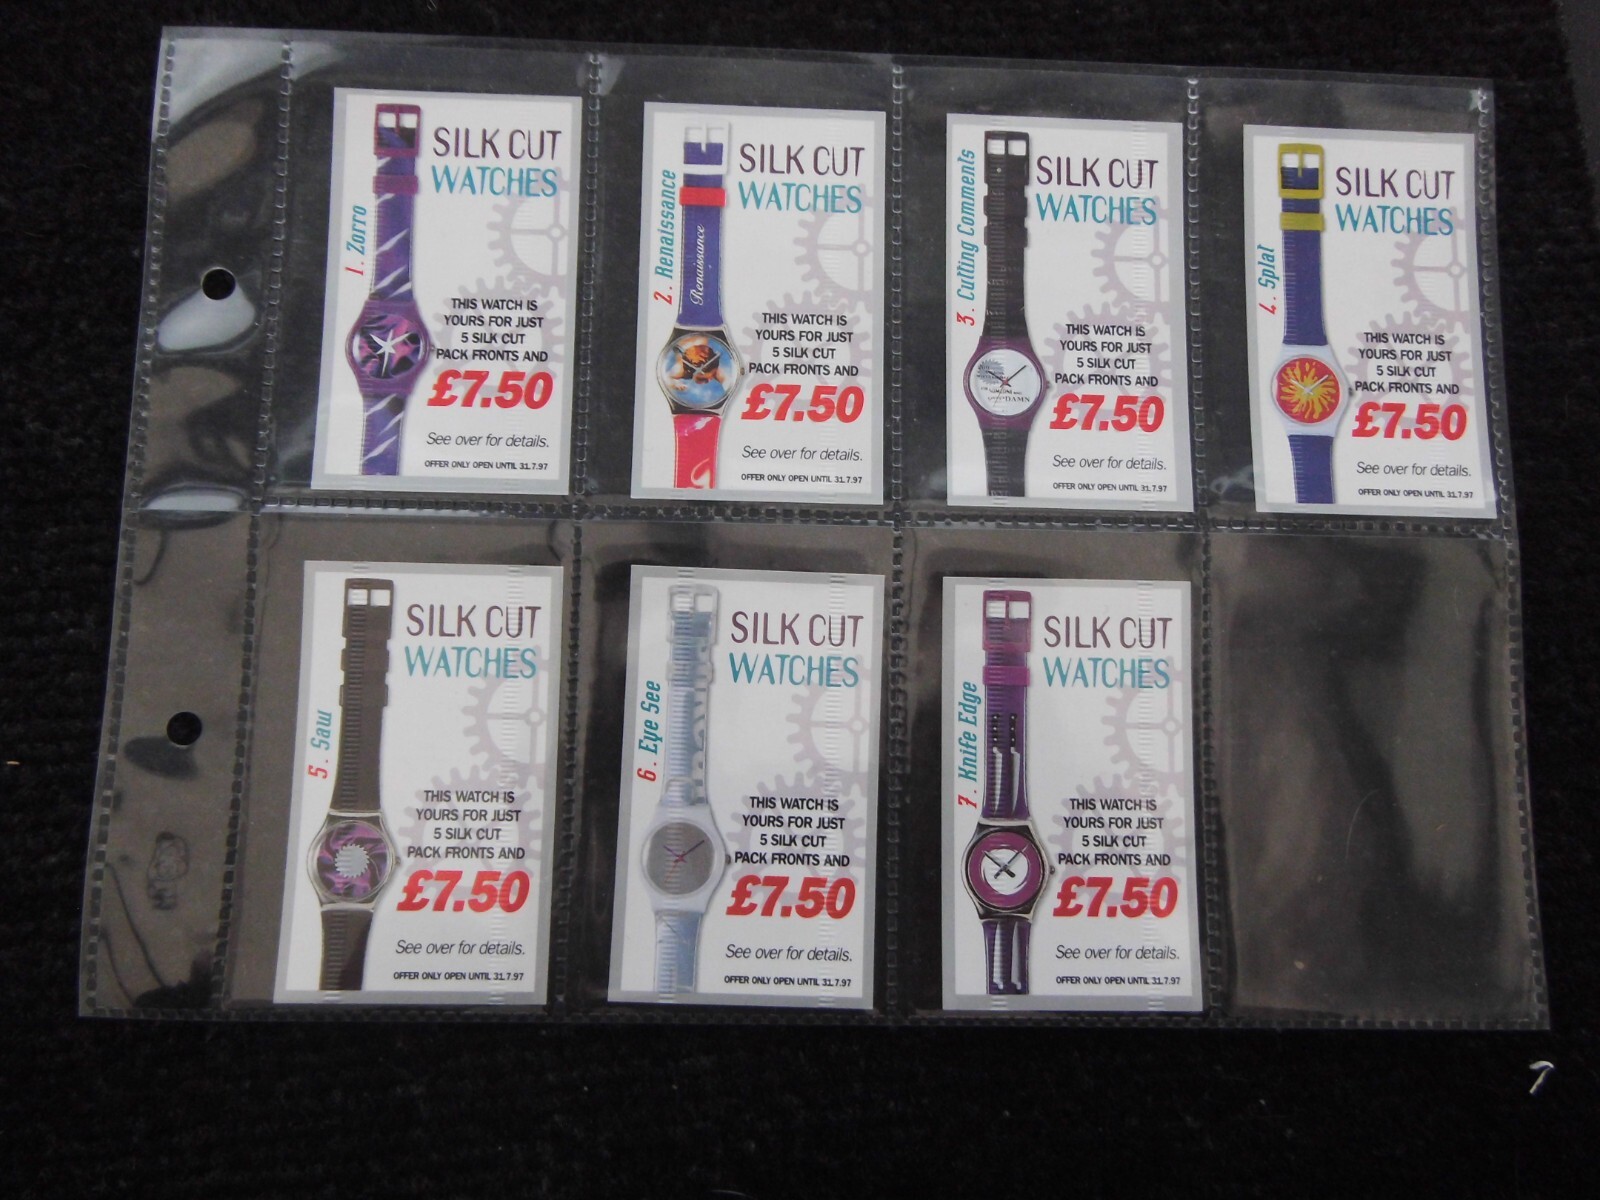 SILK CUT
WATCHES
1. Zorro
THIS WATCH IS
YOURS FOR JUST
5 SILK CUT
PACK FRONTS AND
£7.50
See over for details.
OFFER ONLY OPEN UNTIL 31.7.97
SILK CUT
WATCHES
2. Renaissance
Renaissance
THIS WATCH IS
YOURS FOR JUST
5 SILK CUT
PACK FRONTS AND
£7.50
See over for details.
OFFER ONLY OPEN UNTIL 31.7.97
SILK CUT
WATCHES
3. Cutting Comments
DAMN
THIS WATCH IS
YOURS FOR JUST
5 SILK CUT
PACK FRONTS AND
£7.50
See over for details.
OFFER ONLY OPEN UNTIL 31.7.97
SILK CUT
WATCHES
4. Splat
THIS WATCH IS
YOURS FOR JUST
5 SILK CUT
PACK FRONTS AND
£7.50
See over for details.
OFFER ONLY OPEN UNTIL 31.7.97
SILK CUT
WATCHES
5. Saw
THIS WATCH IS
YOURS FOR JUST
5 SILK CUT
PACK FRONTS AND
£7.50
See over for details.
OFFER ONLY OPEN UNTIL 31.7.97
SILK CUT
WATCHES
6. Eye See
THIS WATCH IS
YOURS FOR JUST
5 SILK CUT
PACK FRONTS AND
£7.50
See over for details.
OFFER ONLY OPEN UNTIL 31.7.97
SILK CUT
WATCHES
7. Knife Edge
THIS WATCH IS
YOURS FOR JUST
5 SILK CUT
PACK FRONTS AND
£7.50
See over for details.
OFFER ONLY OPEN UNTIL 31.7.97